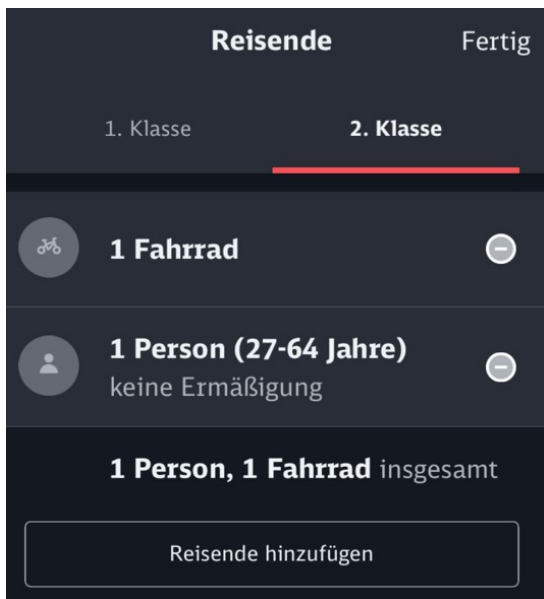 Reisende Fertig
1. Klasse 2. Klasse
1 Fahrrad
1 Person (27-64 Jahre)
keine Ermäßigung
1 Person, 1 Fahrrad insgesamt
Reisende hinzufügen